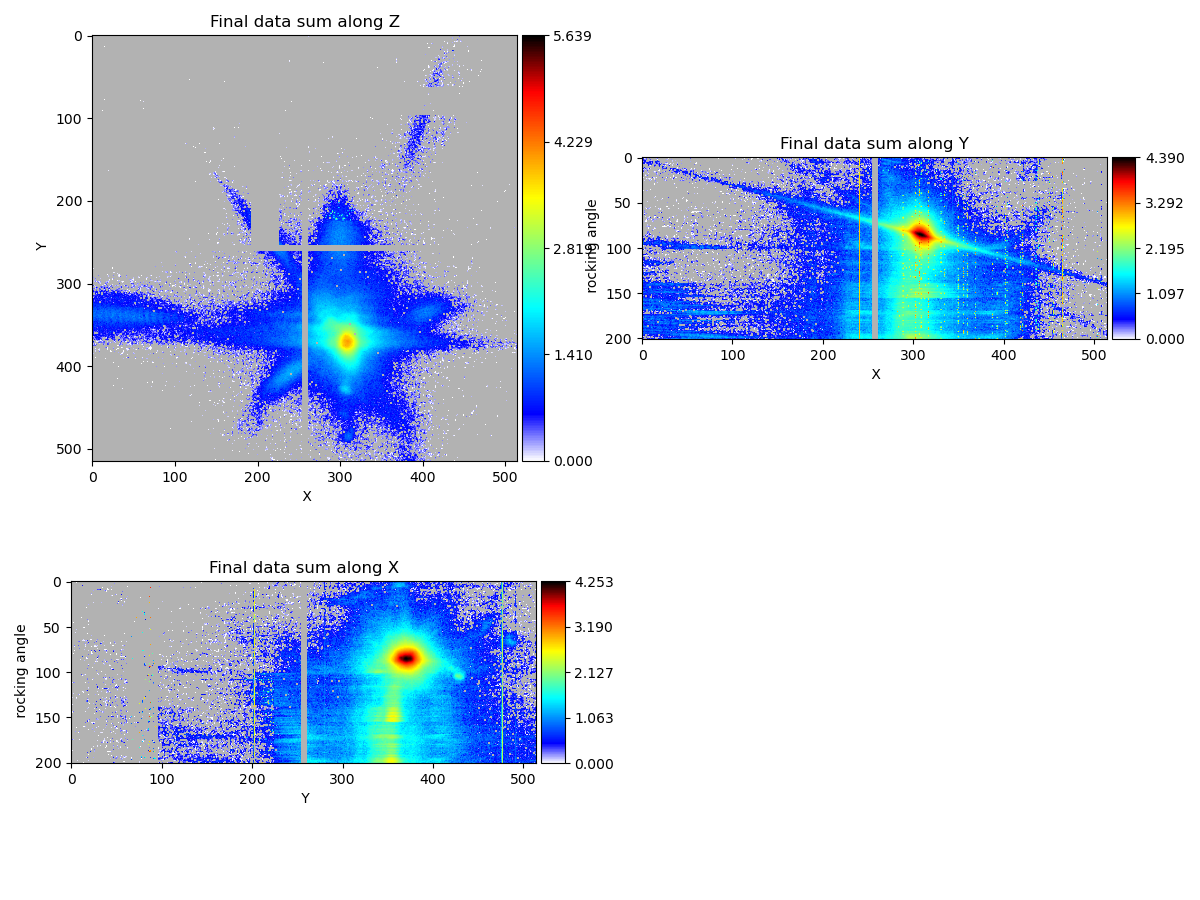 Final data sum along Z
0
100
200
300
400
500
Y
0 100 200 300 400 500
X
5.639
4.229
2.819
1.410
0.000
Final data sum along Y
0
50
100
150
200
rocking angle
0 100 200 300 400 500
X
4.390
3.292
2.195
1.097
0.000
Final data sum along X
0
50
100
150
200
rocking angle
0 100 200 300 400 500
Y
4.253
3.190
2.127
1.063
0.000